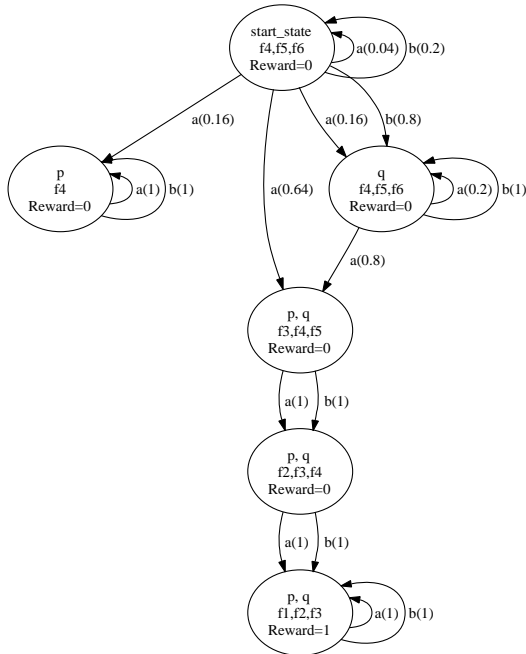 start_state
f4,f5,f6
Reward=0
a(0.04)
b(0.2)
a(0.16)
a(0.16)
b(0.8)
p
f4
Reward=0
a(1)
b(1)
a(0.64)
q
f4,f5,f6
Reward=0
a(0.2)
b(1)
a(0.8)
p, q
f3,f4,f5
Reward=0
a(1)
b(1)
p, q
f2,f3,f4
Reward=0
a(1)
b(1)
p, q
f1,f2,f3
Reward=1
a(1)
b(1)